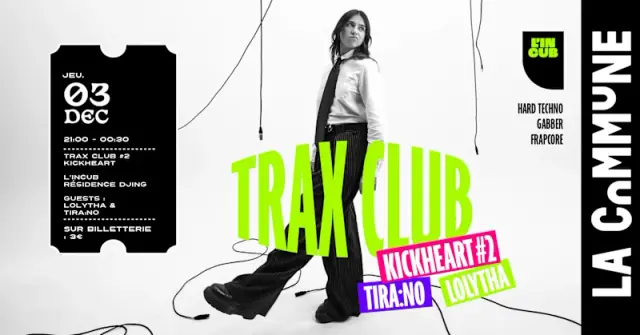 JEU.
03
DEC
21:00 - 00:30
TRAX CLUB #2
KICKHEART
L'INCUB
RÉSIDENCE DJING
GUESTS :
LOLYTHA &
TIRA:NO
SUR BILLETTERIE
: 3€
TRAX CLUB
KICKHEART#2
TIRA:NO
LOLYTHA
L'IN
CUB
HARD TECHNO
GABBER
FRAPCORE
LA COMMUNE